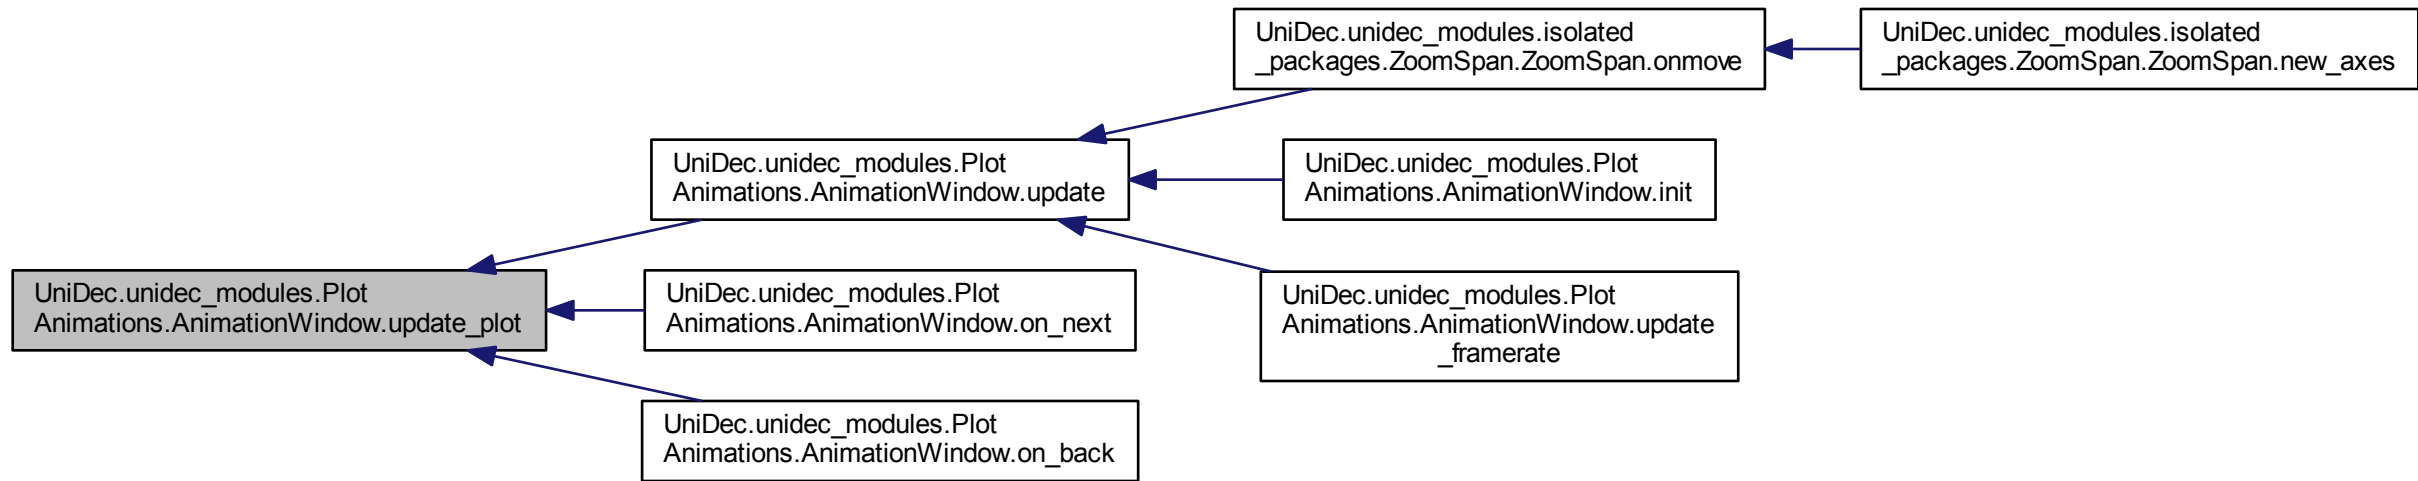 UniDec.unidec_modules.isolated
_packages.ZoomSpan.ZoomSpan.onmove
UniDec.unidec_modules.isolated
_packages.ZoomSpan.ZoomSpan.new_axes
UniDec.unidec_modules.Plot
Animations.AnimationWindow.update
UniDec.unidec_modules.Plot
Animations.AnimationWindow.init
UniDec.unidec_modules.Plot
Animations.AnimationWindow.update_plot
UniDec.unidec_modules.Plot
Animations.AnimationWindow.on_next
UniDec.unidec_modules.Plot
Animations.AnimationWindow.update
_framerate
UniDec.unidec_modules.Plot
Animations.AnimationWindow.on_back